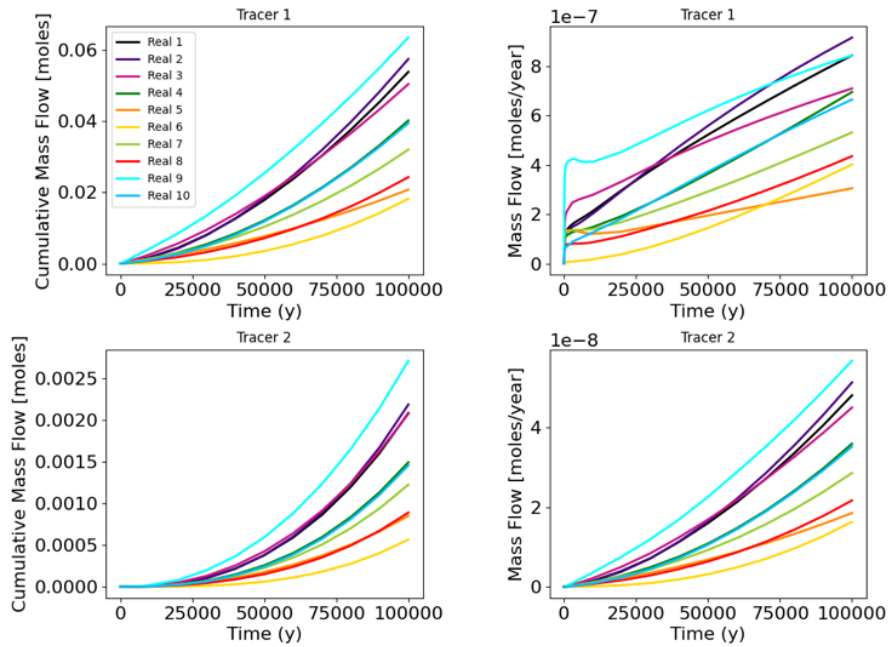 Tracer 1
Cumulative Mass Flow [moles]
0.06
0.04
0.02
0.00
Real 1
Real 2
Real 3
Real 4
Real 5
Real 6
Real 7
Real 8
Real 9
Real 10
0 25000 50000 75000 100000
Time (y)
Tracer 1
1e−7
Mass Flow [moles/year]
8
6
4
2
0
0 25000 50000 75000 100000
Time (y)
Tracer 2
Cumulative Mass Flow [moles]
0.0025
0.0020
0.0015
0.0010
0.0005
0.0000
0 25000 50000 75000 100000
Time (y)
Tracer 2
1e−8
Mass Flow [moles/year]
4
2
0
0 25000 50000 75000 100000
Time (y)